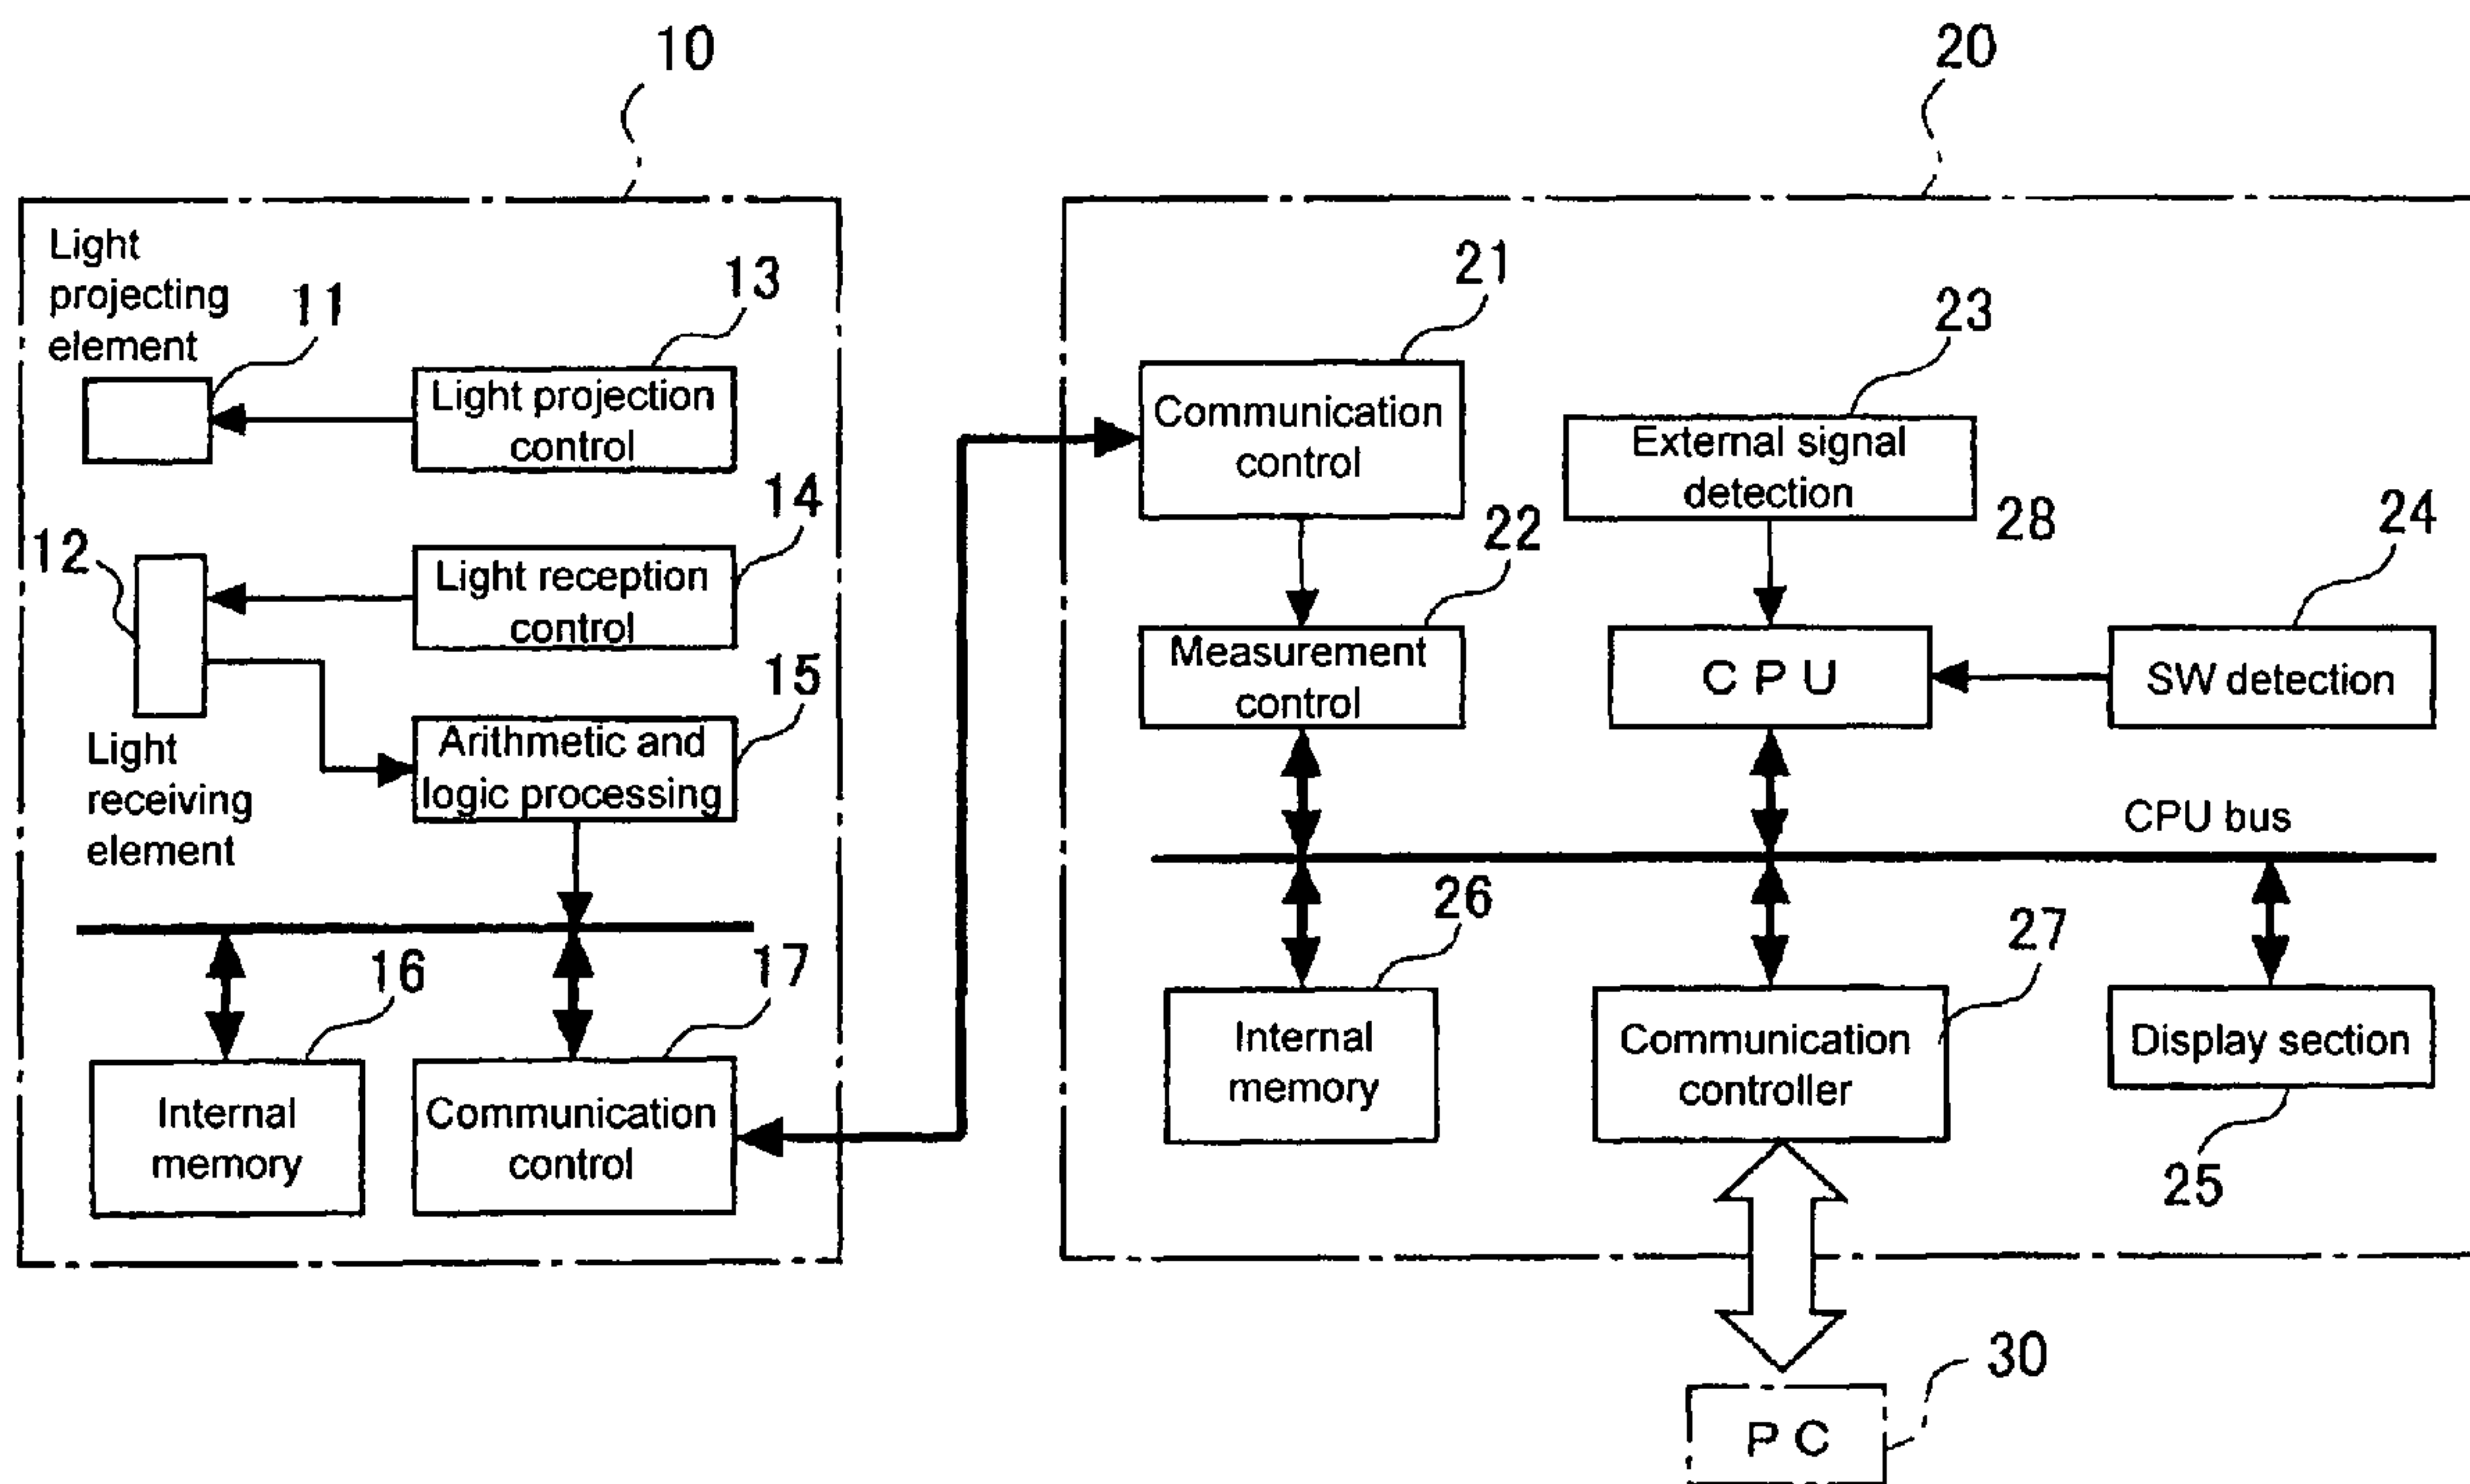 10
20
Light
projecting
element
11
13
Light projection
control
12
14
Light reception
control
15
Arithmetic and
logic processing
Light
receiving
element
16
17
Internal
memory
Communication
control
21
Communication
control
23
External signal
detection
28
24
22
Measurement
control
CPU
SW detection
CPU bus
26
27
Internal
memory
Communication
controller
Display section
25
30
PC